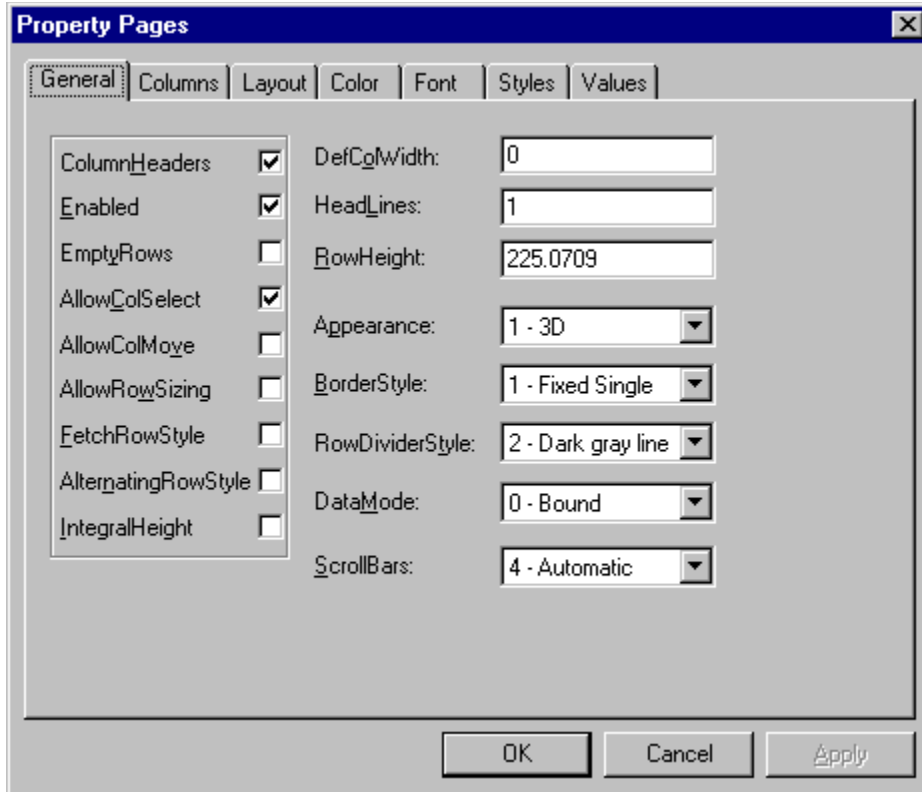 Property Pages
General Columns Layout Color Font Styles Values
ColumnHeaders
Enabled
EmptyRows
AllowColSelect
AllowColMove
AllowRowSizing
FetchRowStyle
AlternatingRowStyle
IntegralHeight
DefColWidth: 0
HeadLines: 1
RowHeight: 225.0709
Appearance: 1 - 3D
BorderStyle: 1 - Fixed Single
RowDividerStyle: 2 - Dark gray line
DataMode: 0 - Bound
ScrollBars: 4 - Automatic
OK Cancel Apply